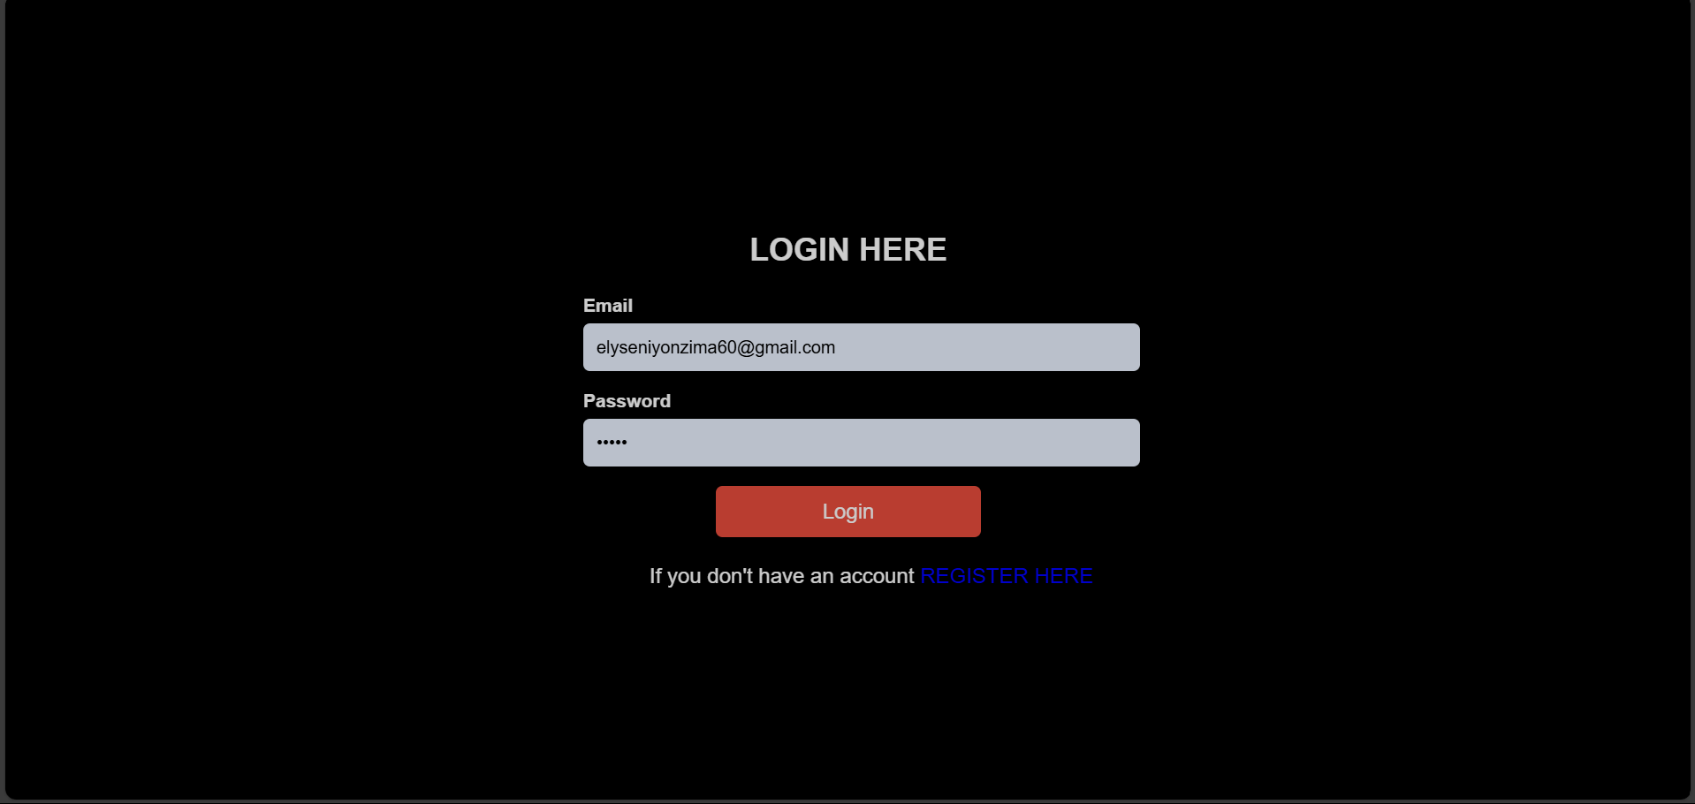 LOGIN HERE
Email
elyseniyonzima60@gmail.com
Password
•••••
Login
If you don't have an account REGISTER HERE